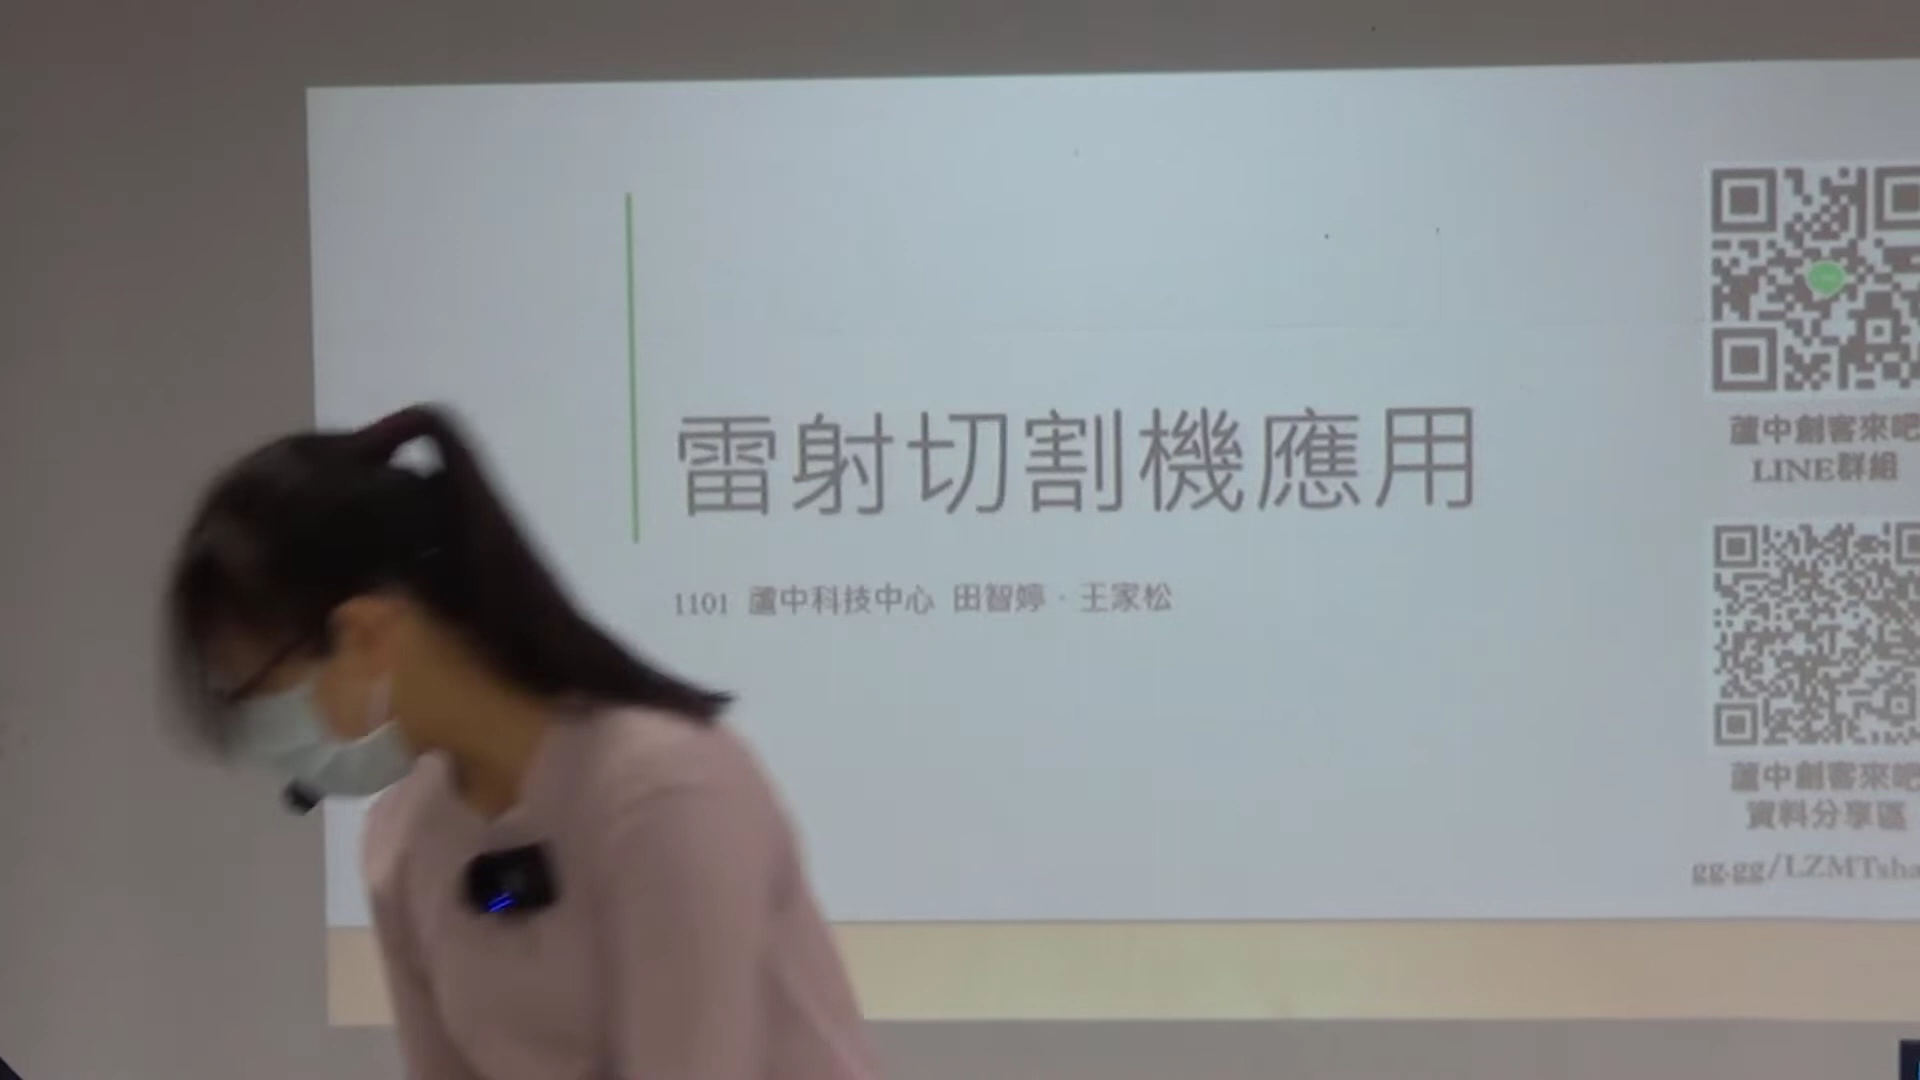 雷射切割機應用
1101 蘆中科技中心 田智婷·王家松
蘆中創客來吧
LINE群組
蘆中創客來吧
資料分享區
gg.gg/LZMTsha